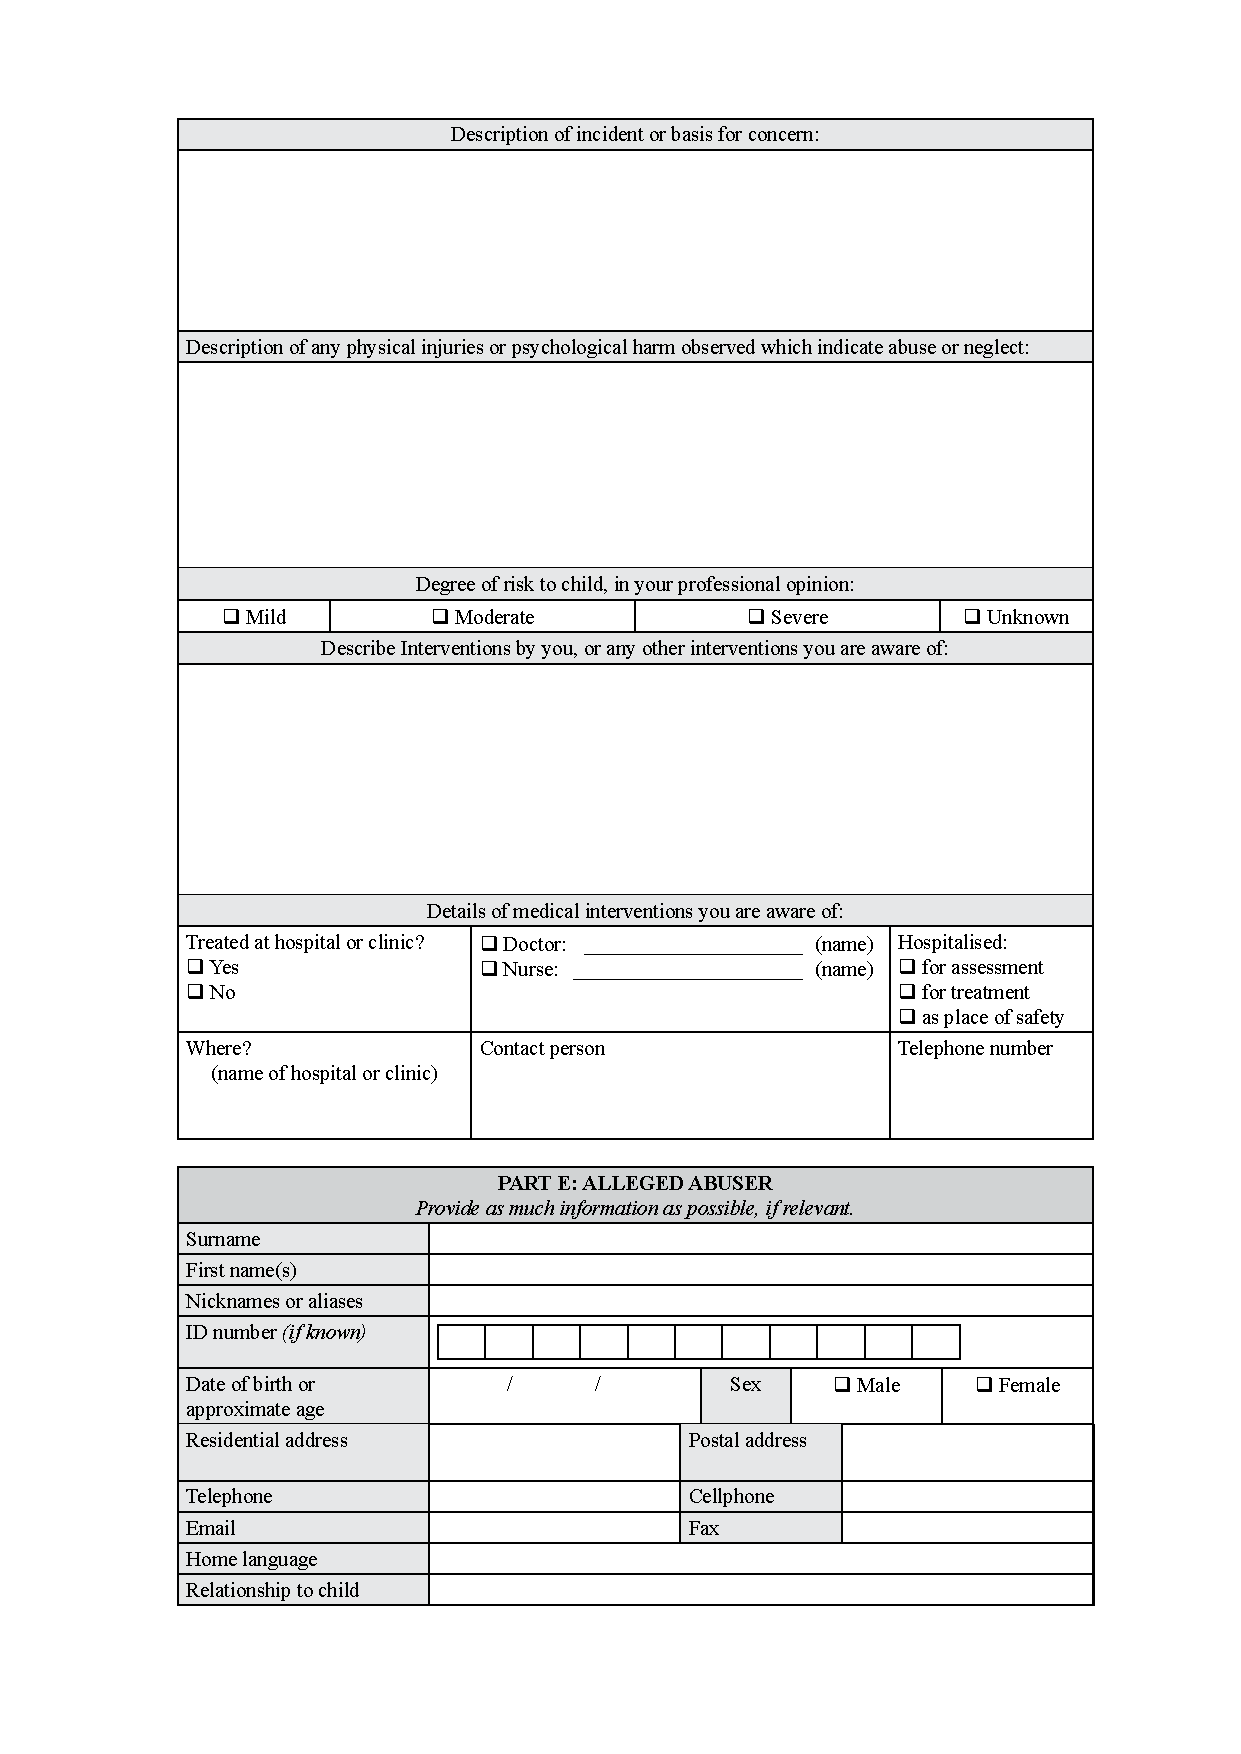 Description of incident or basis for concern:
Description of any physical injuries or psychological harm observed which indicate abuse or neglect:
Degree of risk to child, in your professional opinion:
❑ Mild ❑ Moderate ❑ Severe ❑ Unknown
Describe Interventions by you, or any other interventions you are aware of:
Details of medical interventions you are aware of:
Treated at hospital or clinic?
❑ Yes
❑ No
❑ Doctor: ____________________ (name)
❑ Nurse: _____________________ (name)
Hospitalised:
❑ for assessment
❑ for treatment
❑ as place of safety
Where?
(name of hospital or clinic)
Contact person
Telephone number
PART E: ALLEGED ABUSER
Provide as much information as possible, if relevant.
Surname
First name(s)
Nicknames or aliases
ID number (if known)
Date of birth or
approximate age
/ /
Sex
❑ Male
❑ Female
Residential address
Postal address
Telephone
Cellphone
Email
Fax
Home language
Relationship to child